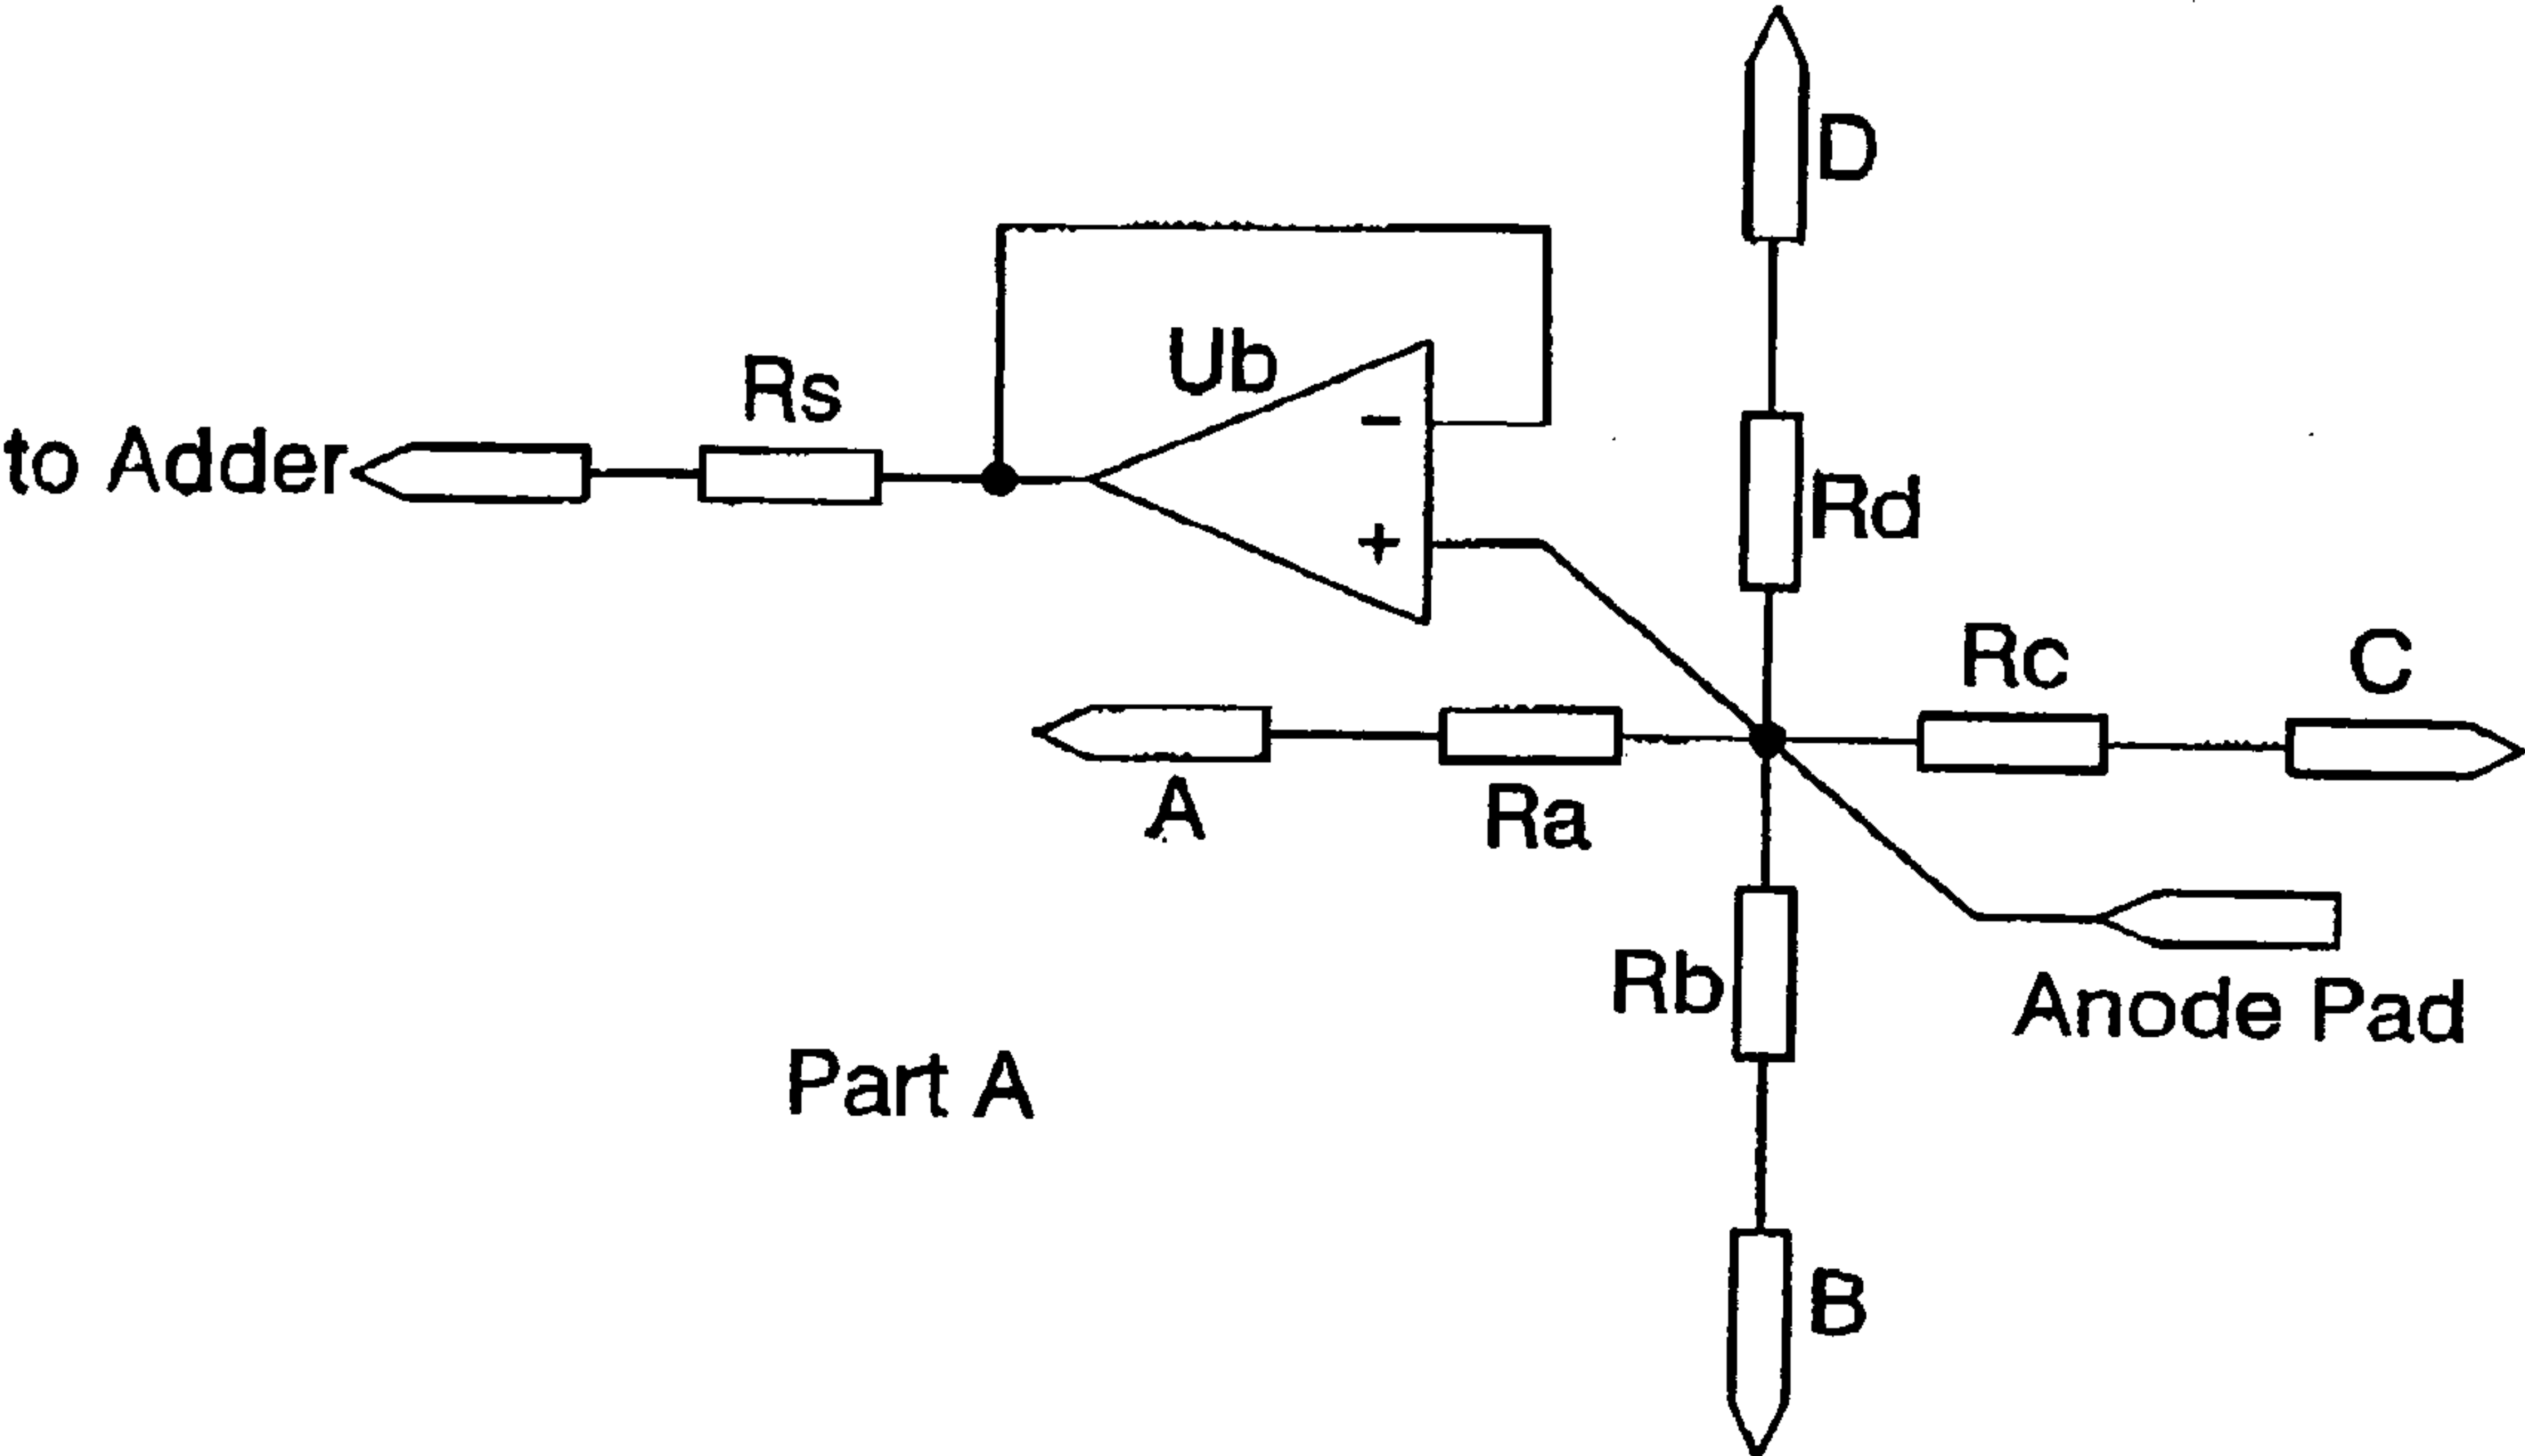 D
Ub
Rs
to Adder
-
Rd
+
Rc
C
A
Ra
Rb
Anode Pad
Part A
B